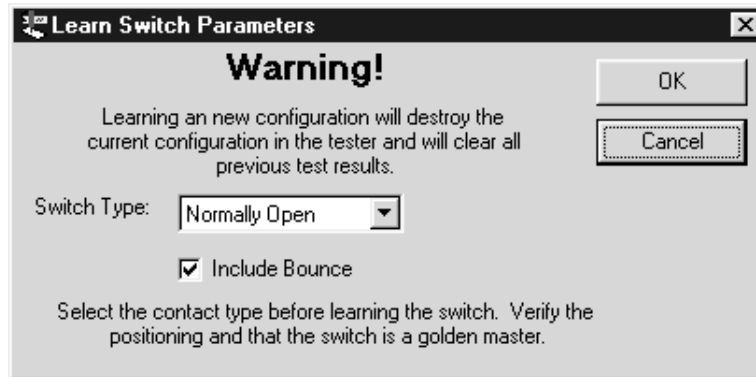 Learn Switch Parameters
Warning!
OK
Learning an new configuration will destroy the
current configuration in the tester and will clear all
previous test results.
Cancel
Switch Type:
Normally Open
Include Bounce
Select the contact type before learning the switch. Verify the
positioning and that the switch is a golden master.